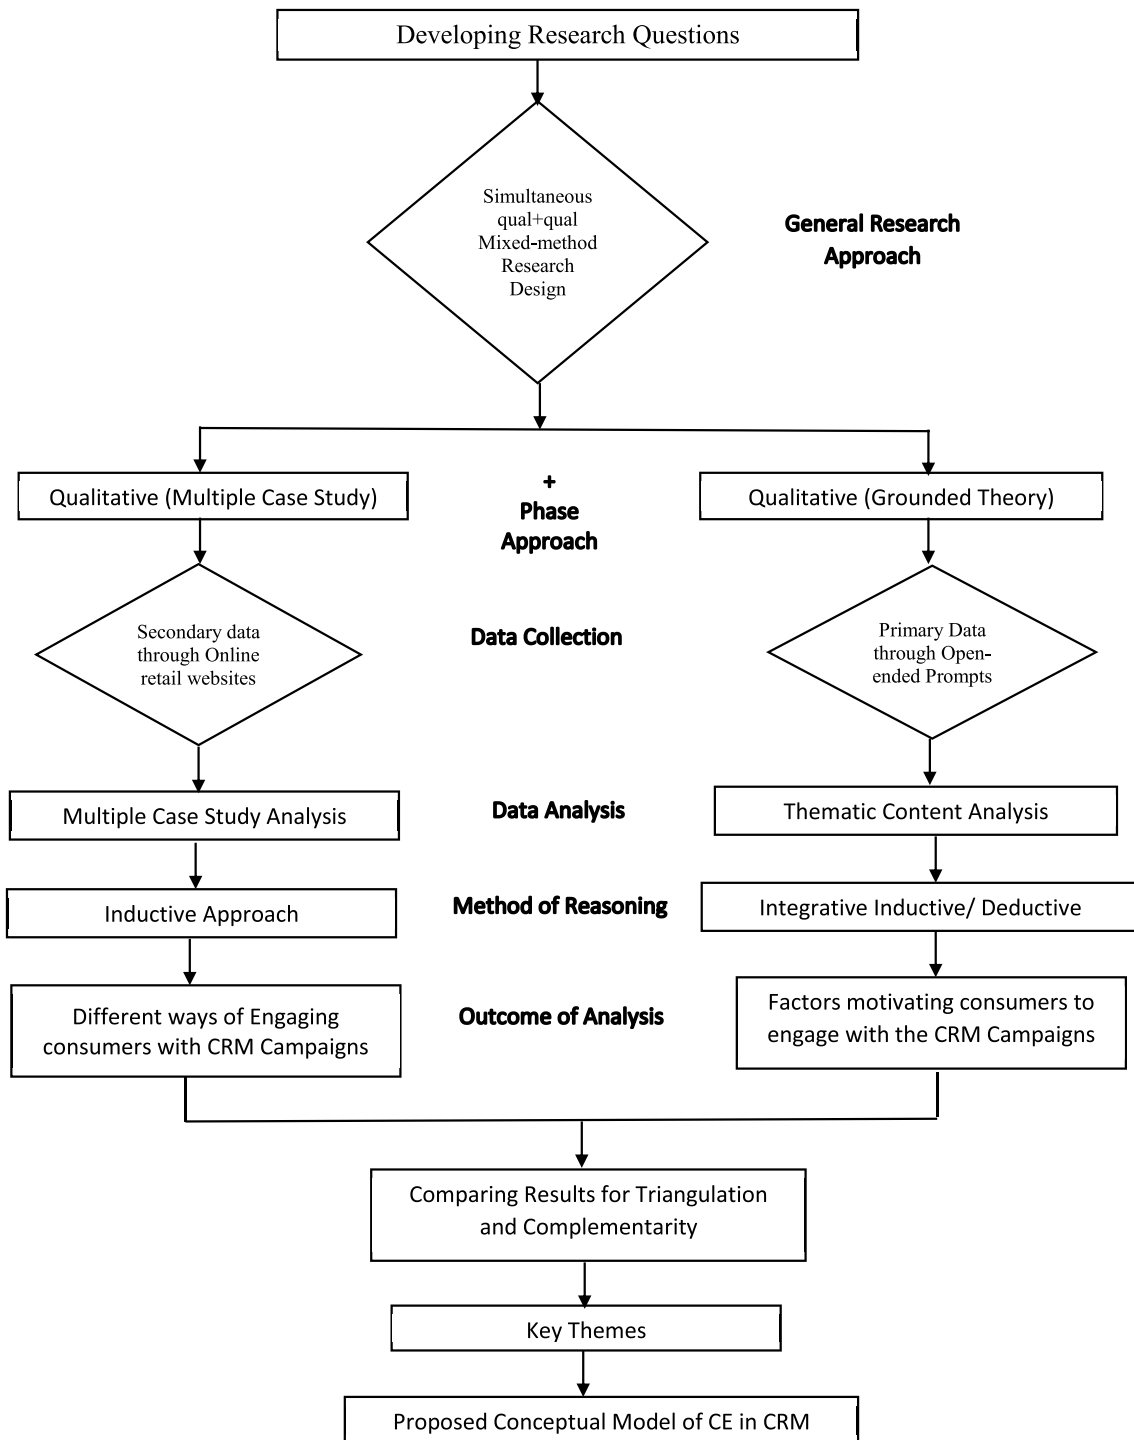 Developing Research Questions
Simultaneous
qual+qual
Mixed-method
Research
Design
General Research
Approach
Qualitative (Multiple Case Study)
+
Phase
Approach
Qualitative (Grounded Theory)
Secondary data
through Online
retail websites
Data Collection
Primary Data
through Open-
ended Prompts
Multiple Case Study Analysis
Data Analysis
Thematic Content Analysis
Inductive Approach
Method of Reasoning
Integrative Inductive/ Deductive
Different ways of Engaging
consumers with CRM Campaigns
Outcome of Analysis
Factors motivating consumers to
engage with the CRM Campaigns
Comparing Results for Triangulation
and Complementarity
Key Themes
Proposed Conceptual Model of CE in CRM